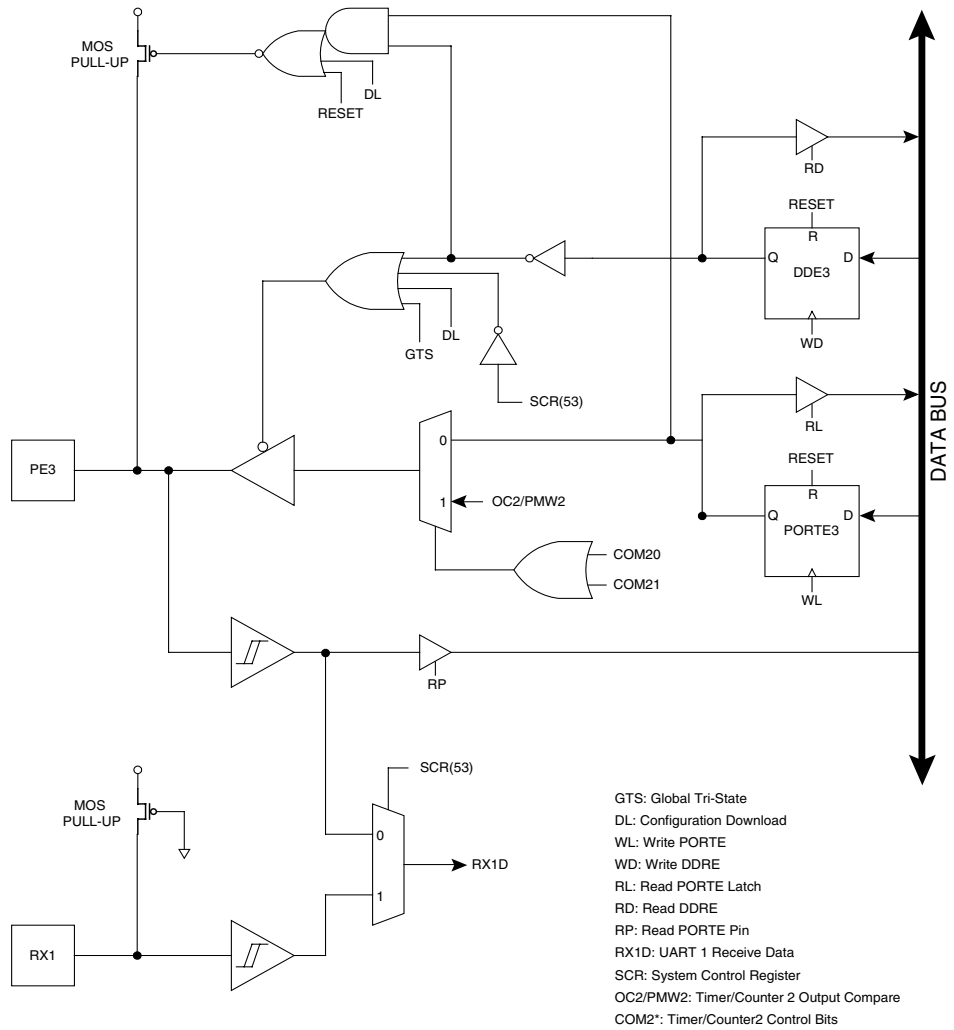 MOS
PULL-UP
DL
RESET
RD
RESET
R
Q
D
DDE3
WD
DL
GTS
SCR(53)
DATA BUS
RL
0
PE3
RESET
R
1
OC2/PMW2
Q
D
PORTE3
COM20
COM21
WL
RP
SCR(53)
MOS
PULL-UP
0
RX1D
1
RX1
GTS: Global Tri-State
DL: Configuration Download
WL: Write PORTE
WD: Write DDRE
RL: Read PORTE Latch
RD: Read DDRE
RP: Read PORTE Pin
RX1D: UART 1 Receive Data
SCR: System Control Register
OC2/PMW2: Timer/Counter 2 Output Compare
COM2*: Timer/Counter2 Control Bits